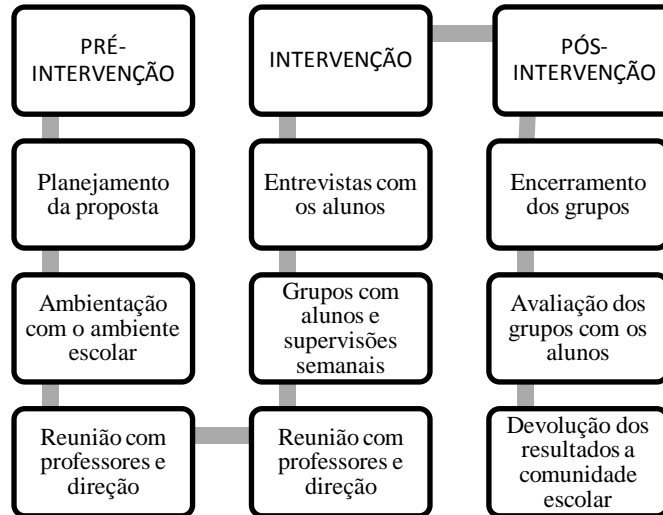 PRÉ-
INTERVENÇÃO
Planejamento
da proposta
Ambientação
com o ambiente
escolar
Reunião com
professores e
direção
INTERVENÇÃO
Entrevistas com
os alunos
Grupos com
alunos e
supervisões
semanais
Reunião com
professores e
direção
PÓS-
INTERVENÇÃO
Encerramento
dos grupos
Avaliação dos
grupos com os
alunos
Devolução dos
resultados a
comunidade
escolar